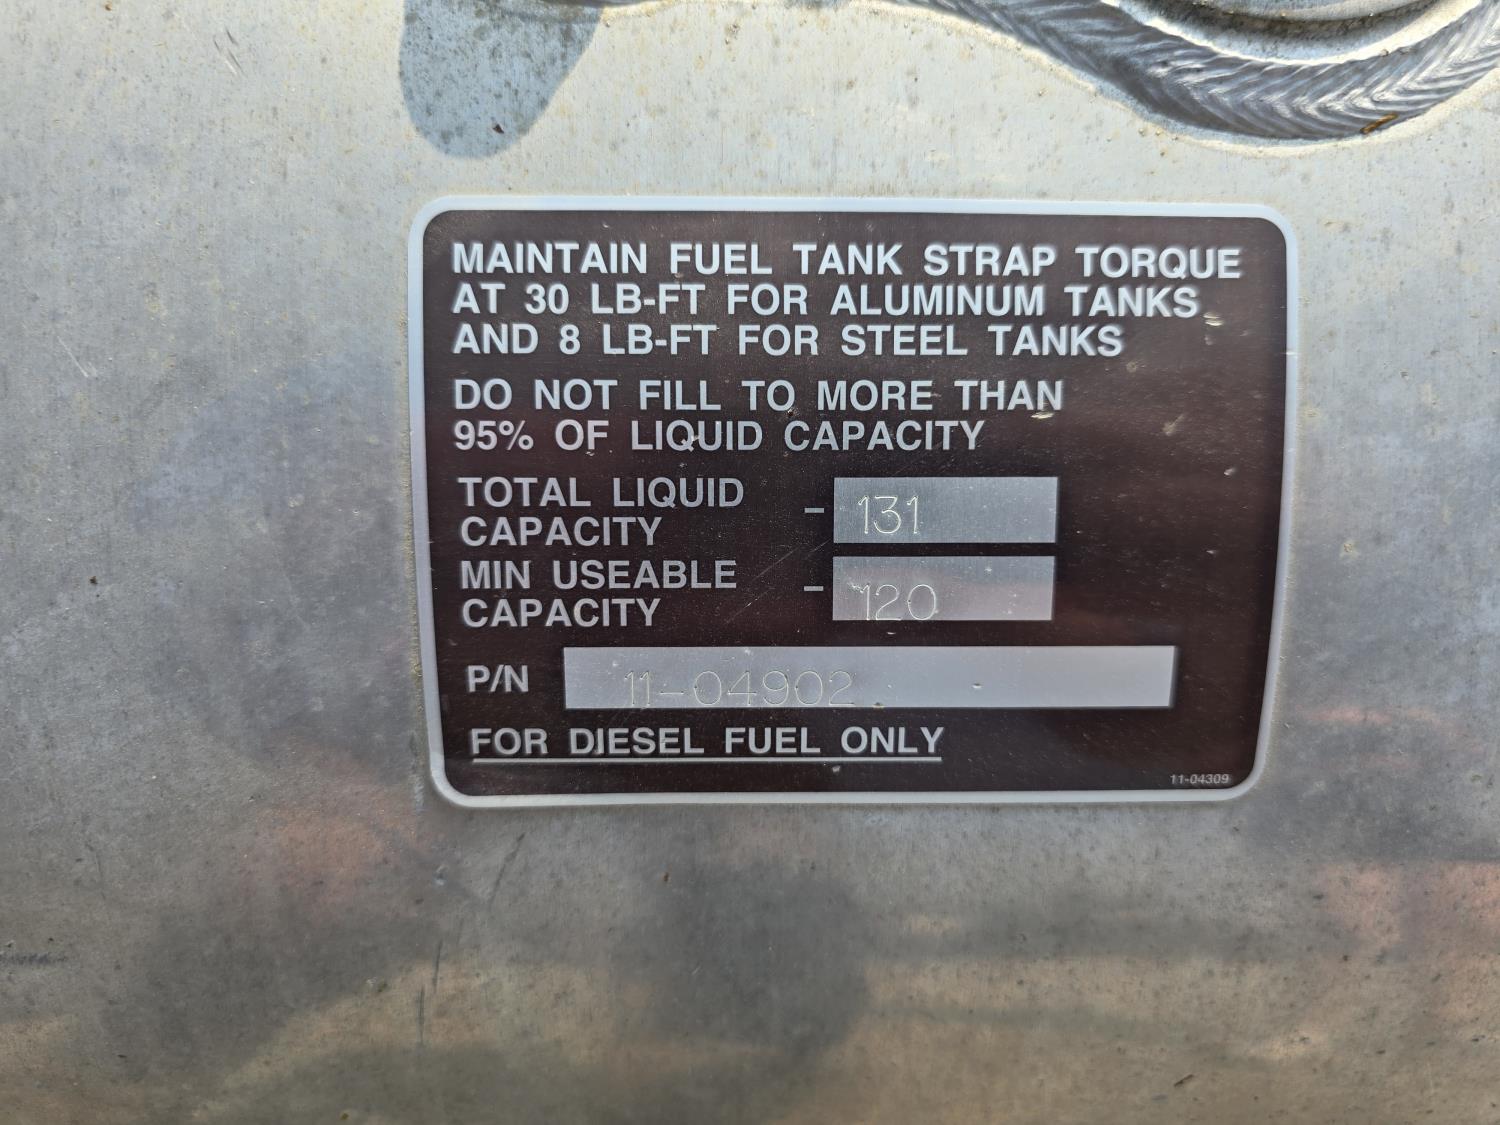 MAINTAIN FUEL TANK STRAP TORQUE
AT 30 LB-FT FOR ALUMINUM TANKS
AND 8 LB-FT FOR STEEL TANKS
DO NOT FILL TO MORE THAN
95% OF LIQUID CAPACITY
TOTAL LIQUID
CAPACITY - 131
MIN USEABLE
CAPACITY - 120
P/N 11-04902
FOR DIESEL FUEL ONLY
11-04309